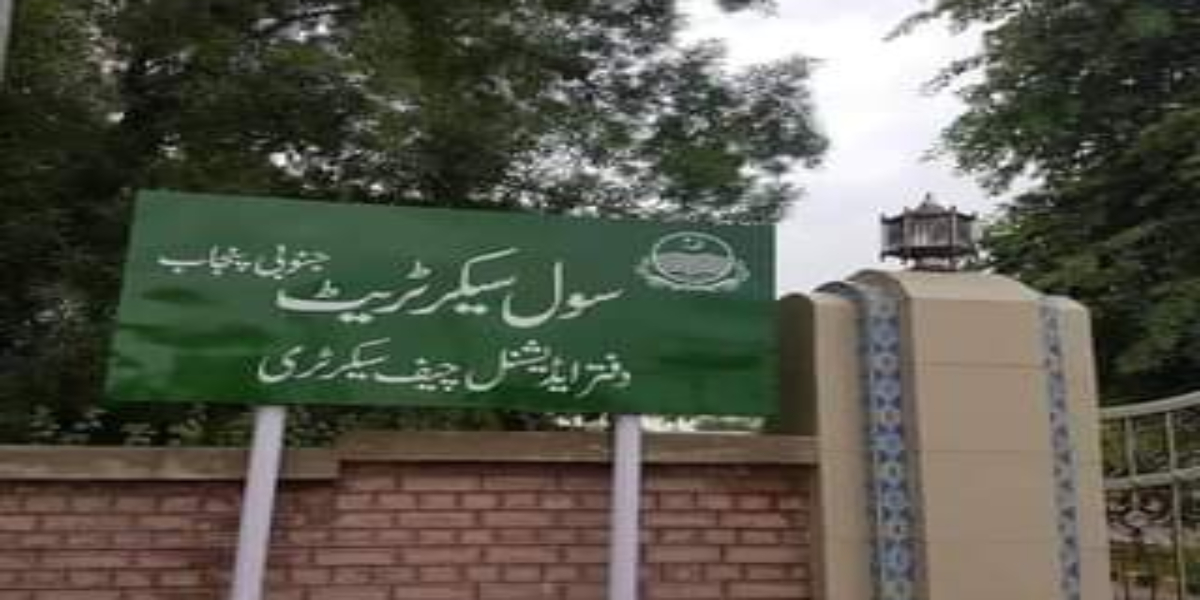 سول سیکرٹریٹ جنوبی پنجاب
دفتر ایڈیشنل چیف سیکرٹری